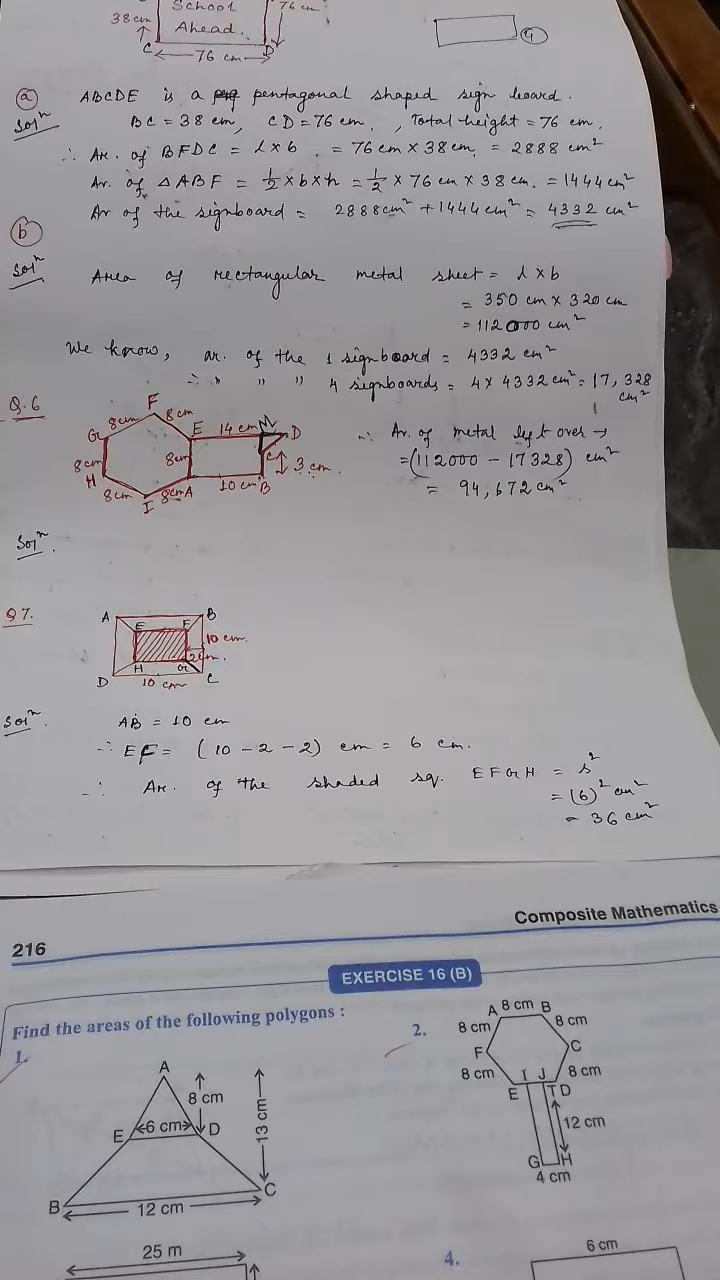 38 cm School 76 cm
Ahead.
C 76 cm D
4
a ABCDE is a pentagonal shaped sign board.
Solⁿ BC = 38 cm, CD = 76 cm, , Total height = 76 cm.
∴ Ar. of BFDC = l × b = 76 cm × 38 cm. = 2888 cm²
Ar. of △ ABF = 1/2 × b × h = 1/2 × 76 cm × 38 cm. = 1444 cm²
Ar of the signboard = 2888 cm² + 1444 cm² = 4332 cm²
b
Solⁿ Area of rectangular metal sheet = l × b
= 350 cm × 320 cm
= 112000 cm²
We know, ar. of the 1 signboard = 4332 cm²
∴ " " " 4 signboards = 4 × 4332 cm² = 17,328 cm²
Q.6
F
8 cm 8 cm
G E 14 cm D
8 cm 8 cm C 3 cm.
H 8 cm I 8 cm A 10 cm B
∴ Ar. of metal left over →
= (112000 - 17328) cm²
= 94,672 cm²
Solⁿ.
Q7.
A B
E F 10 cm.
2 cm.
H G
D 10 cm C
Solⁿ. AB = 10 cm
∴ EF = (10 - 2 - 2) cm = 6 cm.
∴ Ar. of the shaded sq. EFGH = s²
= (6)² cm²
= 36 cm²
216 Composite Mathematics
EXERCISE 16 (B)
Find the areas of the following polygons :
1.
A
8 cm
E 6 cm D 13 cm
B 12 cm C
2.
A 8 cm B
8 cm 8 cm
F C
8 cm I J 8 cm
E T D
12 cm
G H
4 cm
25 m
4. 6 cm